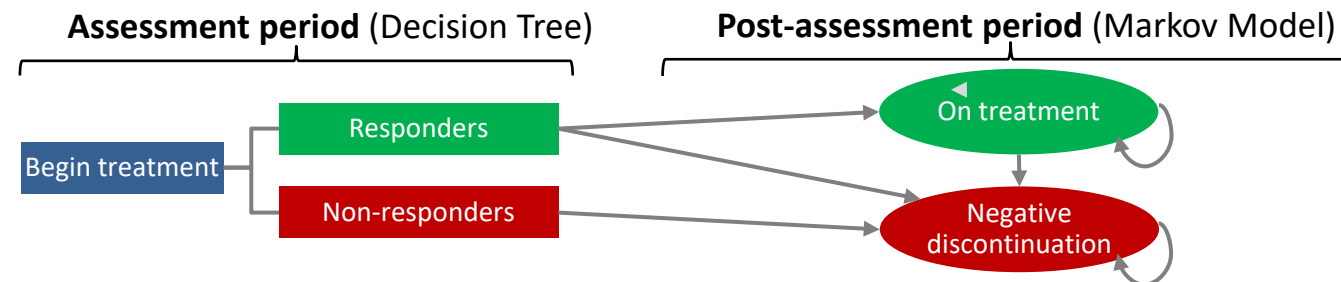 Assessment period (Decision Tree)
Post-assessment period (Markov Model)
Begin treatment
Responders
Non-responders
On treatment
Negative
discontinuation